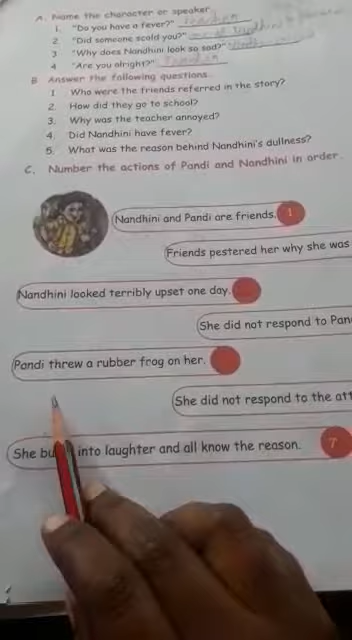 A. Name the character or speaker.
1. "Do you have a fever?" Teacher
2. "Did someone scold you?"
3. "Why does Nandhini look so sad?"
4. "Are you alright?" Teacher
B. Answer the following questions.
1. Who were the friends referred in the story?
2. How did they go to school?
3. Why was the teacher annoyed?
4. Did Nandhini have fever?
5. What was the reason behind Nandhini's dullness?
C. Number the actions of Pandi and Nandhini in order.
Nandhini and Pandi are friends. 1
Friends pestered her why she was
Nandhini looked terribly upset one day.
She did not respond to Pan
Pandi threw a rubber frog on her.
She did not respond to the att
She bu into laughter and all know the reason. 7